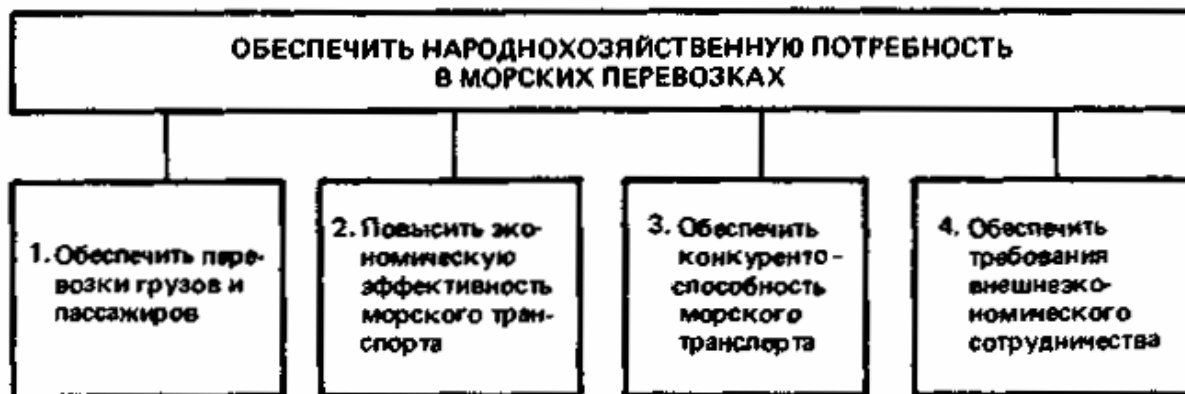 ОБЕСПЕЧИТЬ НАРОДНОХОЗЯЙСТВЕННУЮ ПОТРЕБНОСТЬ
В МОРСКИХ ПЕРЕВОЗКАХ
1. Обеспечить пере-
возки грузов и
пассажиров
2. Повысить эко-
номическую
эффективность
морского тран-
спорта
3. Обеспечить
конкуренто-
способность
морского
транспорта
4. Обеспечить
требования
внешнеэко-
номического
сотрудничества